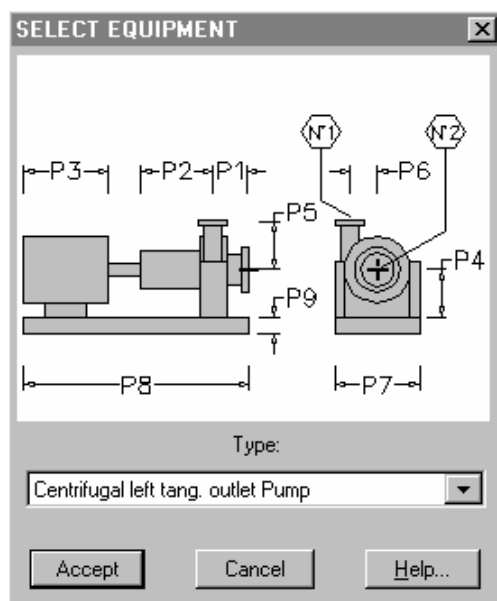 SELECT EQUIPMENT
N'1 N'2
P3 P2 P1 P6
P5
P4
P9
P8 P7
Type:
Centrifugal left tang. outlet Pump
Accept Cancel Help...